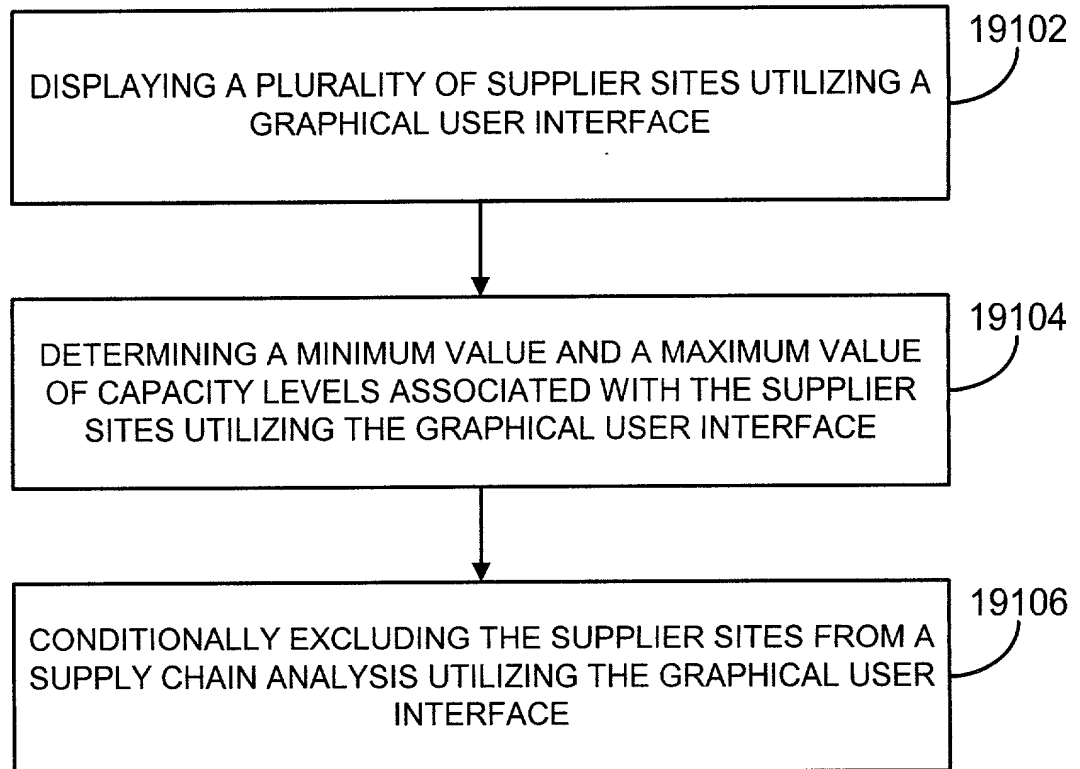 19102
DISPLAYING A PLURALITY OF SUPPLIER SITES UTILIZING A
GRAPHICAL USER INTERFACE
19104
DETERMINING A MINIMUM VALUE AND A MAXIMUM VALUE
OF CAPACITY LEVELS ASSOCIATED WITH THE SUPPLIER
SITES UTILIZING THE GRAPHICAL USER INTERFACE
19106
CONDITIONALLY EXCLUDING THE SUPPLIER SITES FROM A
SUPPLY CHAIN ANALYSIS UTILIZING THE GRAPHICAL USER
INTERFACE